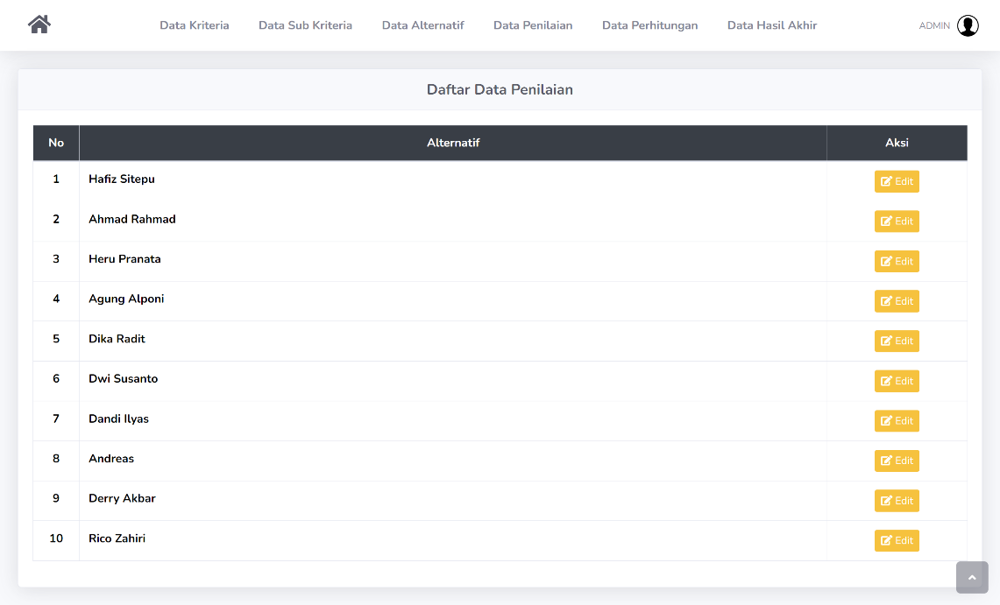 Data Kriteria Data Sub Kriteria Data Alternatif Data Penilaian Data Perhitungan Data Hasil Akhir ADMIN
Daftar Data Penilaian
No Alternatif Aksi
1 Hafiz Sitepu Edit
2 Ahmad Rahmad Edit
3 Heru Pranata Edit
4 Agung Alponi Edit
5 Dika Radit Edit
6 Dwi Susanto Edit
7 Dandi Ilyas Edit
8 Andreas Edit
9 Derry Akbar Edit
10 Rico Zahiri Edit